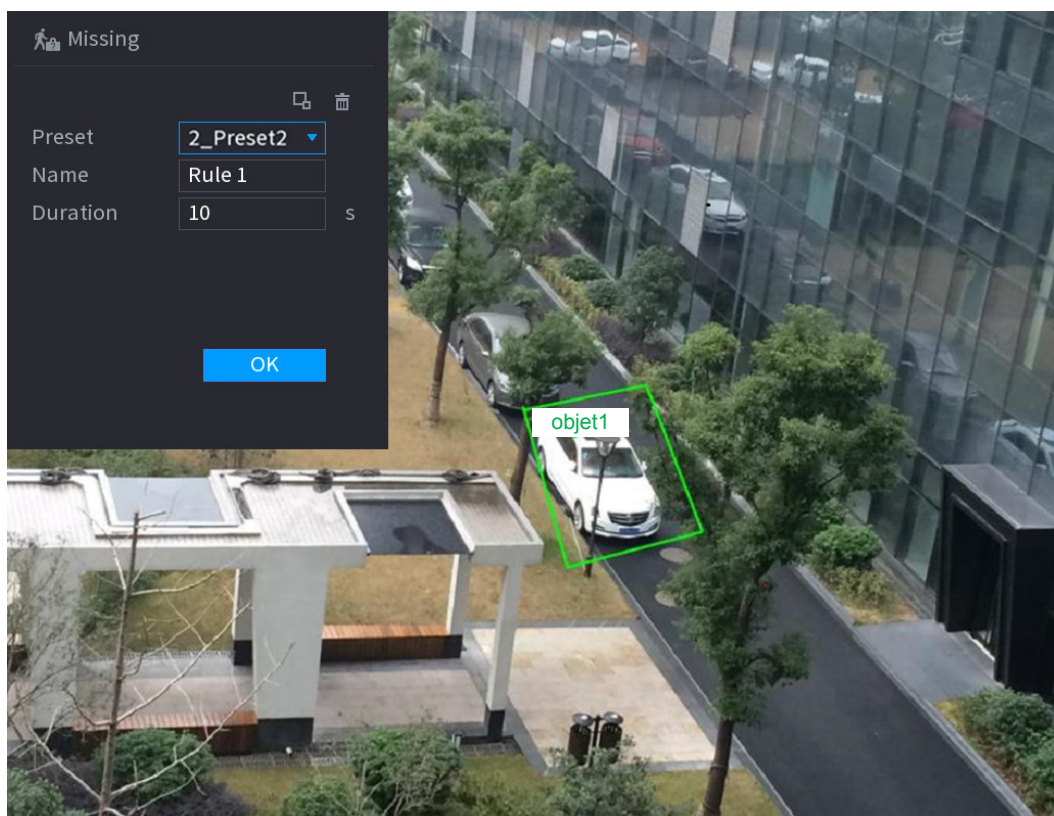 Missing
Preset 2_Preset2
Name Rule 1
Duration 10 s
OK
objet1